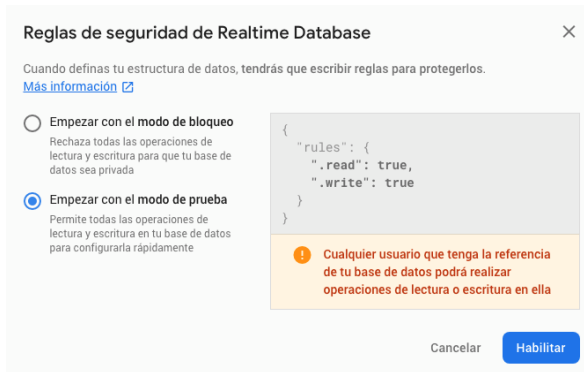 Reglas de seguridad de Realtime Database
Cuando definas tu estructura de datos, tendrás que escribir reglas para protegerlos.
Más información
Empezar con el modo de bloqueo
Rechaza todas las operaciones de
lectura y escritura para que tu base de
datos sea privada
Empezar con el modo de prueba
Permite todas las operaciones de
lectura y escritura en tu base de datos
para configurarla rápidamente
{
"rules": {
".read": true,
".write": true
}
}
Cualquier usuario que tenga la referencia
de tu base de datos podrá realizar
operaciones de lectura o escritura en ella
Cancelar
Habilitar